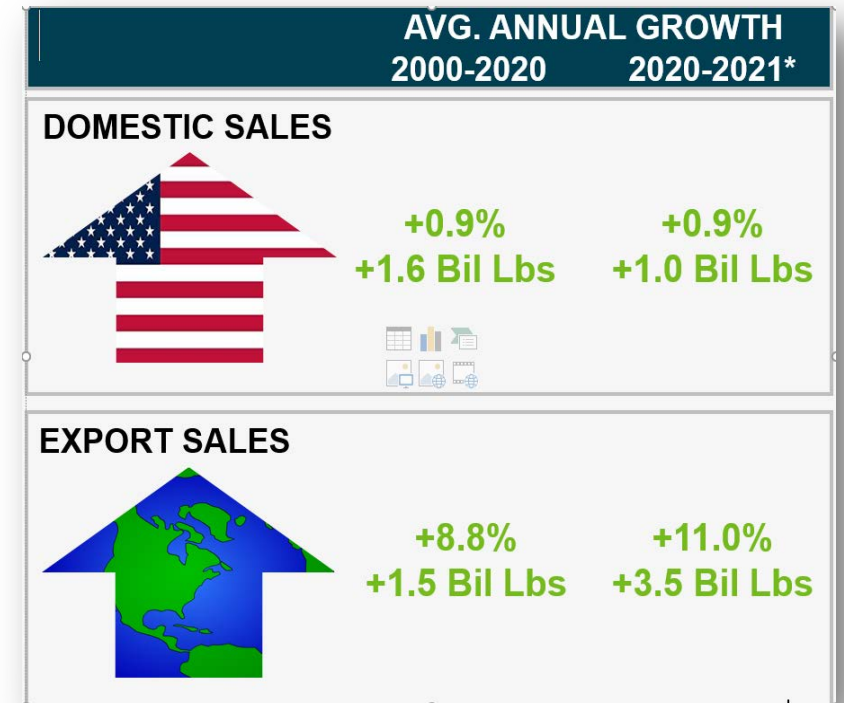 AVG. ANNUAL GROWTH
2000-2020 2020-2021*
DOMESTIC SALES
+0.9% +0.9%
+1.6 Bil Lbs +1.0 Bil Lbs
EXPORT SALES
+8.8% +11.0%
+1.5 Bil Lbs +3.5 Bil Lbs